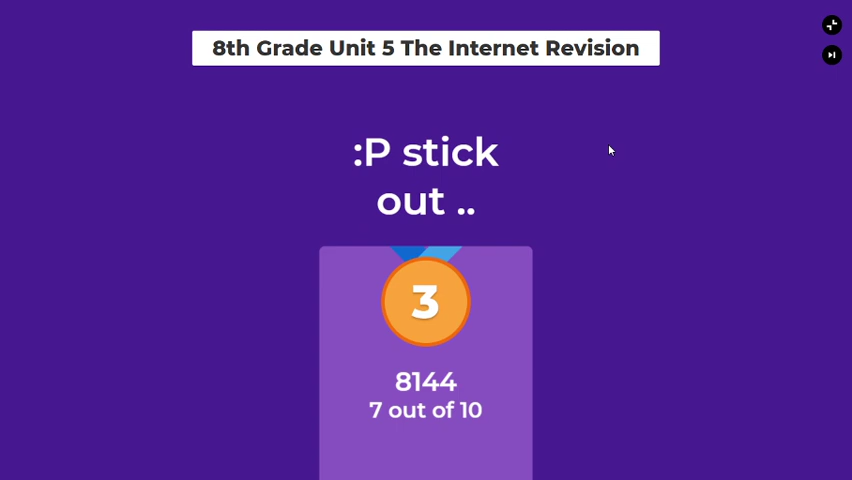 8th Grade Unit 5 The Internet Revision
:P stick
out ..
3
8144
7 out of 10